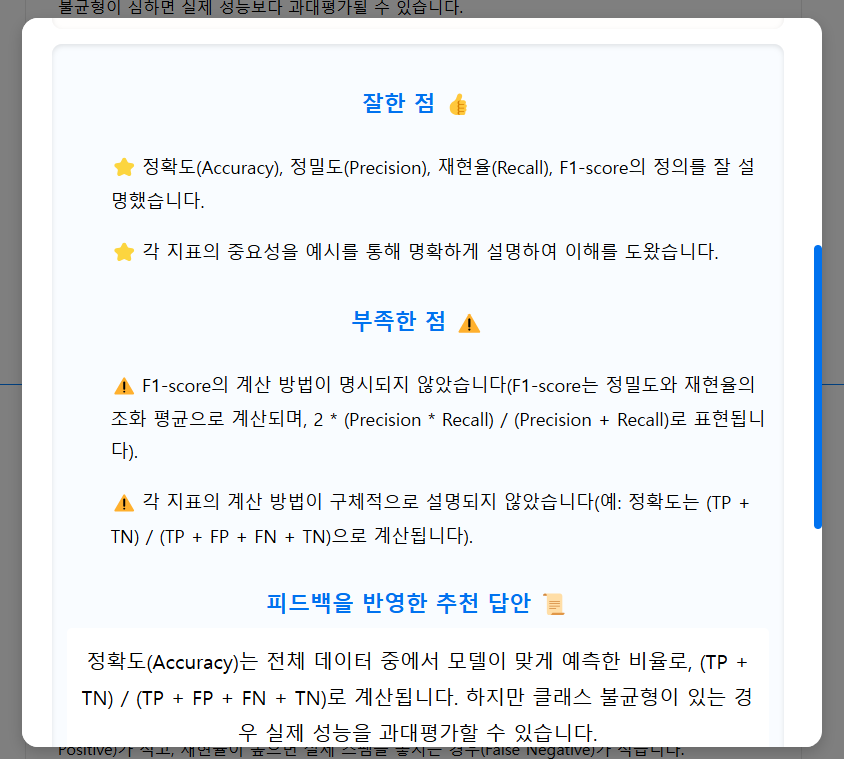 불균형이 심하면 실제 성능보다 과대평가될 수 있습니다.
잘한 점 👍
⭐ 정확도(Accuracy), 정밀도(Precision), 재현율(Recall), F1-score의 정의를 잘 설
명했습니다.
⭐ 각 지표의 중요성을 예시를 통해 명확하게 설명하여 이해를 도왔습니다.
부족한 점 ⚠️
⚠️ F1-score의 계산 방법이 명시되지 않았습니다(F1-score는 정밀도와 재현율의
조화 평균으로 계산되며, 2 * (Precision * Recall) / (Precision + Recall)로 표현됩니
다).
⚠️ 각 지표의 계산 방법이 구체적으로 설명되지 않았습니다(예: 정확도는 (TP +
TN) / (TP + FP + FN + TN)으로 계산됩니다).
피드백을 반영한 추천 답안 📜
정확도(Accuracy)는 전체 데이터 중에서 모델이 맞게 예측한 비율로, (TP +
TN) / (TP + FP + FN + TN)로 계산됩니다. 하지만 클래스 불균형이 있는 경
우 실제 성능을 과대평가할 수 있습니다.
Positive)가 적고, 재현율이 높으면 실제 스팸을 놓치는 경우(False Negative)가 적습니다.